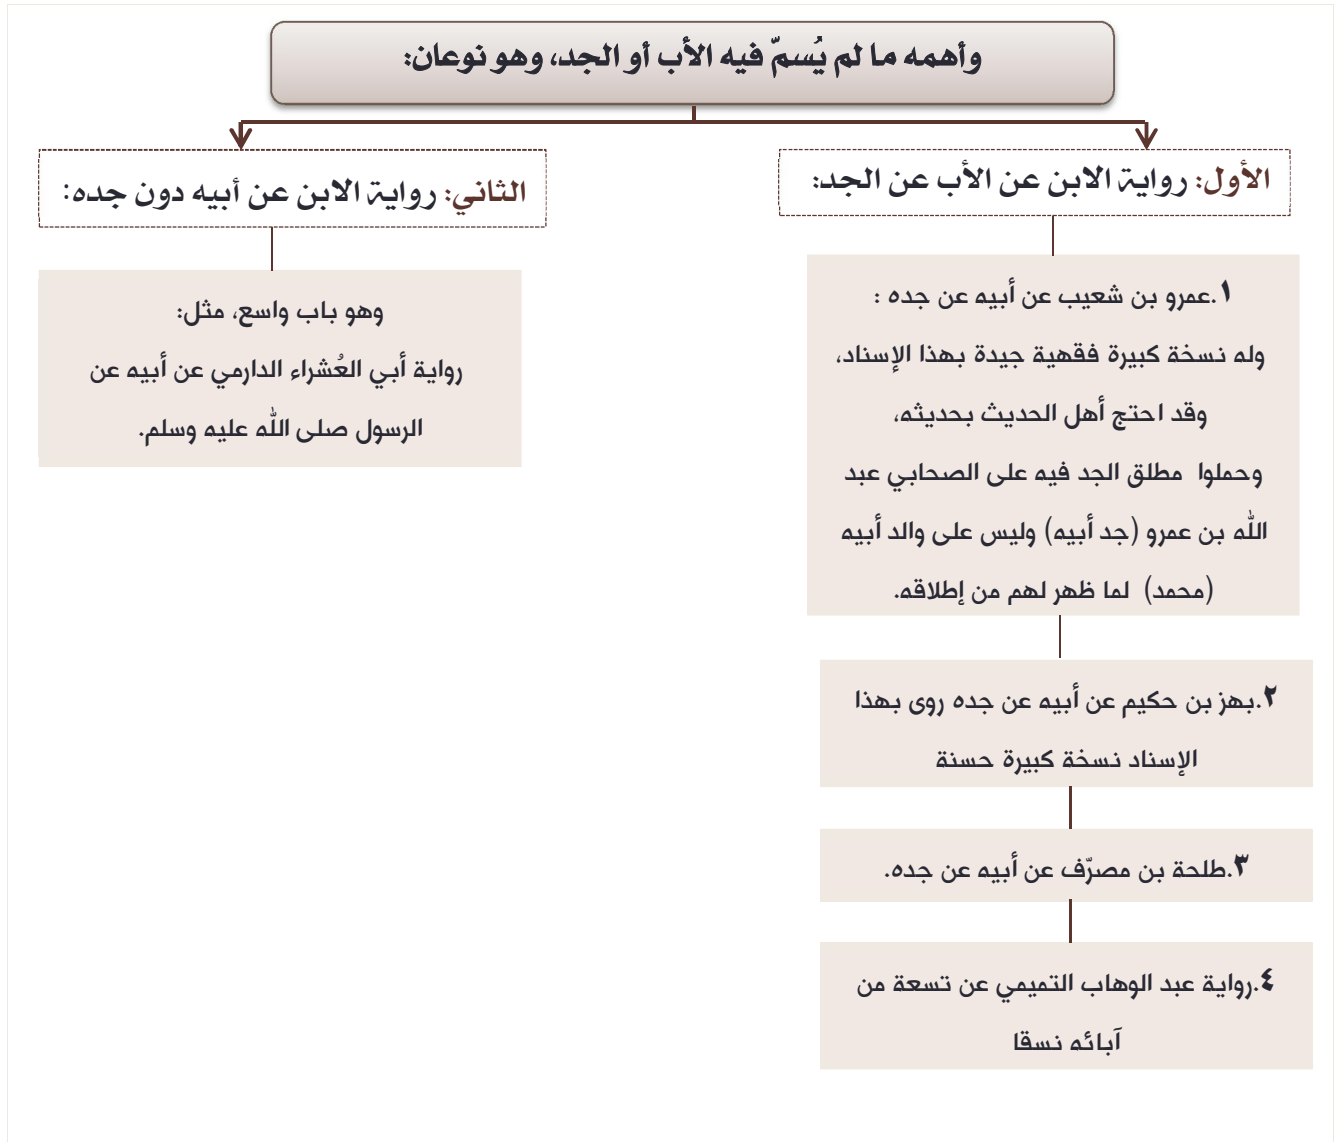 وأهمه ما لم يُسمّ فيه الأب أو الجد، وهو نوعان:
الأول: رواية الابن عن الأب عن الجد:
١.عمرو بن شعيب عن أبيه عن جده :
وله نسخة كبيرة فقهية جيدة بهذا الإسناد،
وقد احتج أهل الحديث بحديثه،
وحملوا مطلق الجد فيه على الصحابي عبد
الله بن عمرو (جد أبيه) وليس على والد أبيه
(محمد) لما ظهر لهم من إطلاقه.
٢.بهز بن حكيم عن أبيه عن جده روى بهذا
الإسناد نسخة كبيرة حسنة
٣.طلحة بن مصرّف عن أبيه عن جده.
٤.رواية عبد الوهاب التميمي عن تسعة من
آبائه نسقا
الثاني: رواية الابن عن أبيه دون جده:
وهو باب واسع، مثل:
رواية أبي العُشراء الدارمي عن أبيه عن
الرسول صلى الله عليه وسلم.